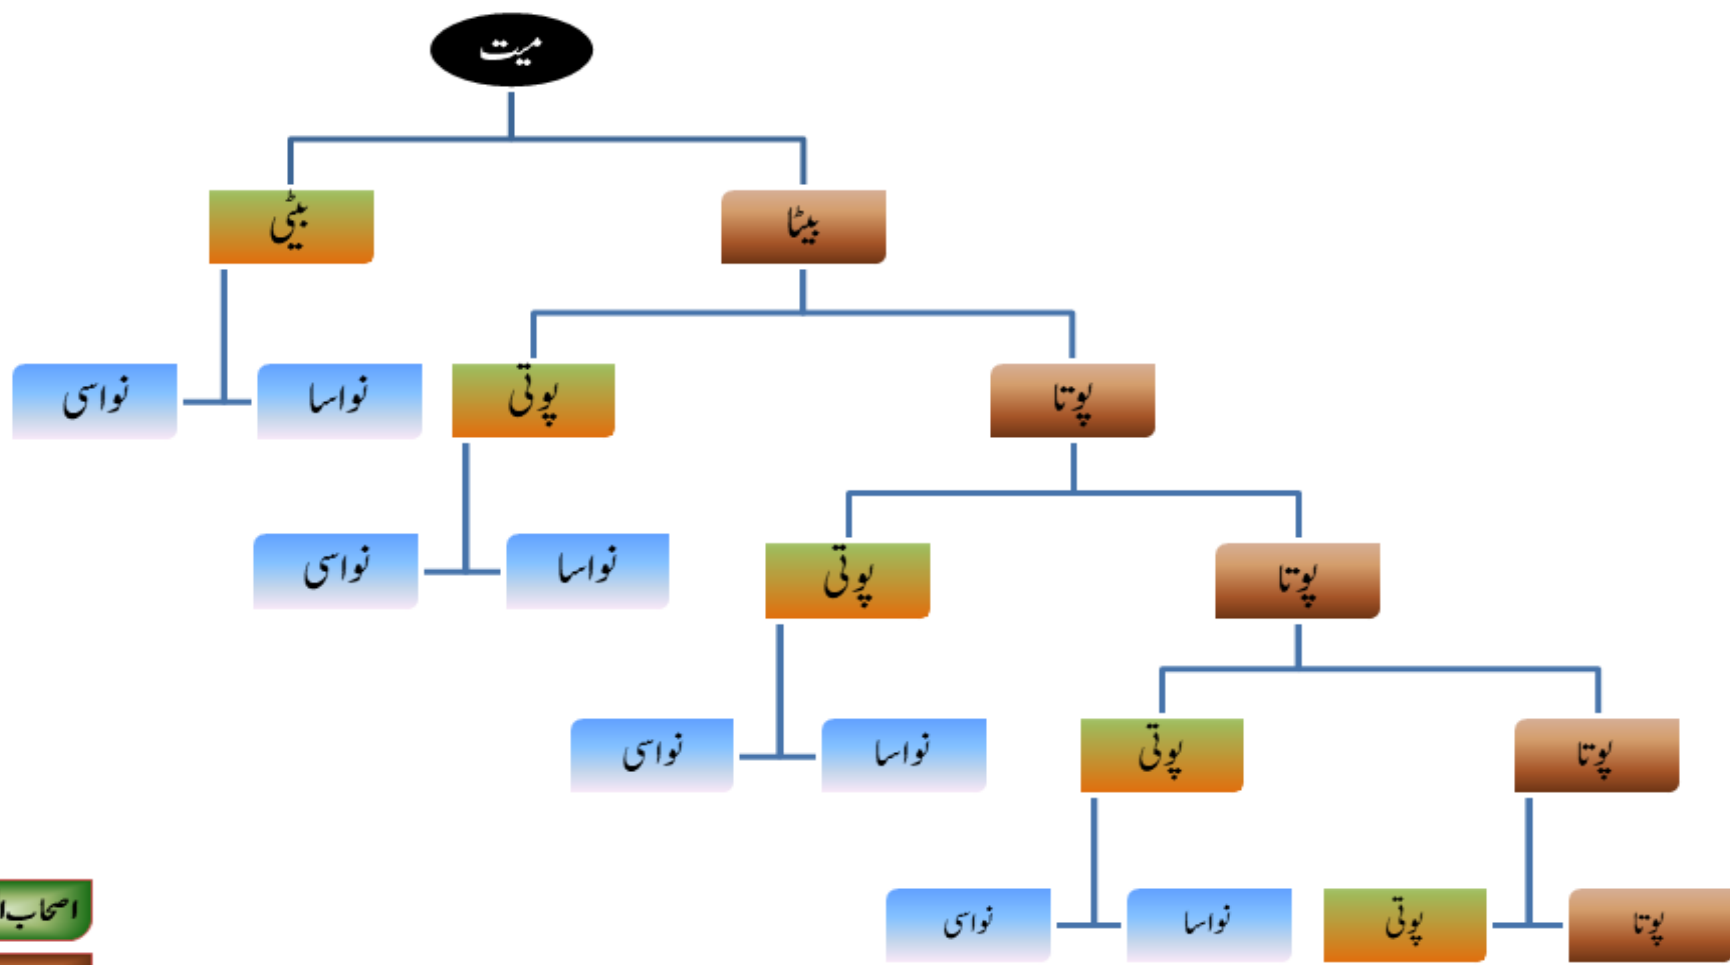 میت
بیٹا
بیٹی
پوتا
پوتی
نواسا
نواسی
پوتا
پوتی
نواسا
نواسی
پوتا
پوتی
نواسا
نواسی
پوتا
پوتی
نواسا
نواسی
اصحاب